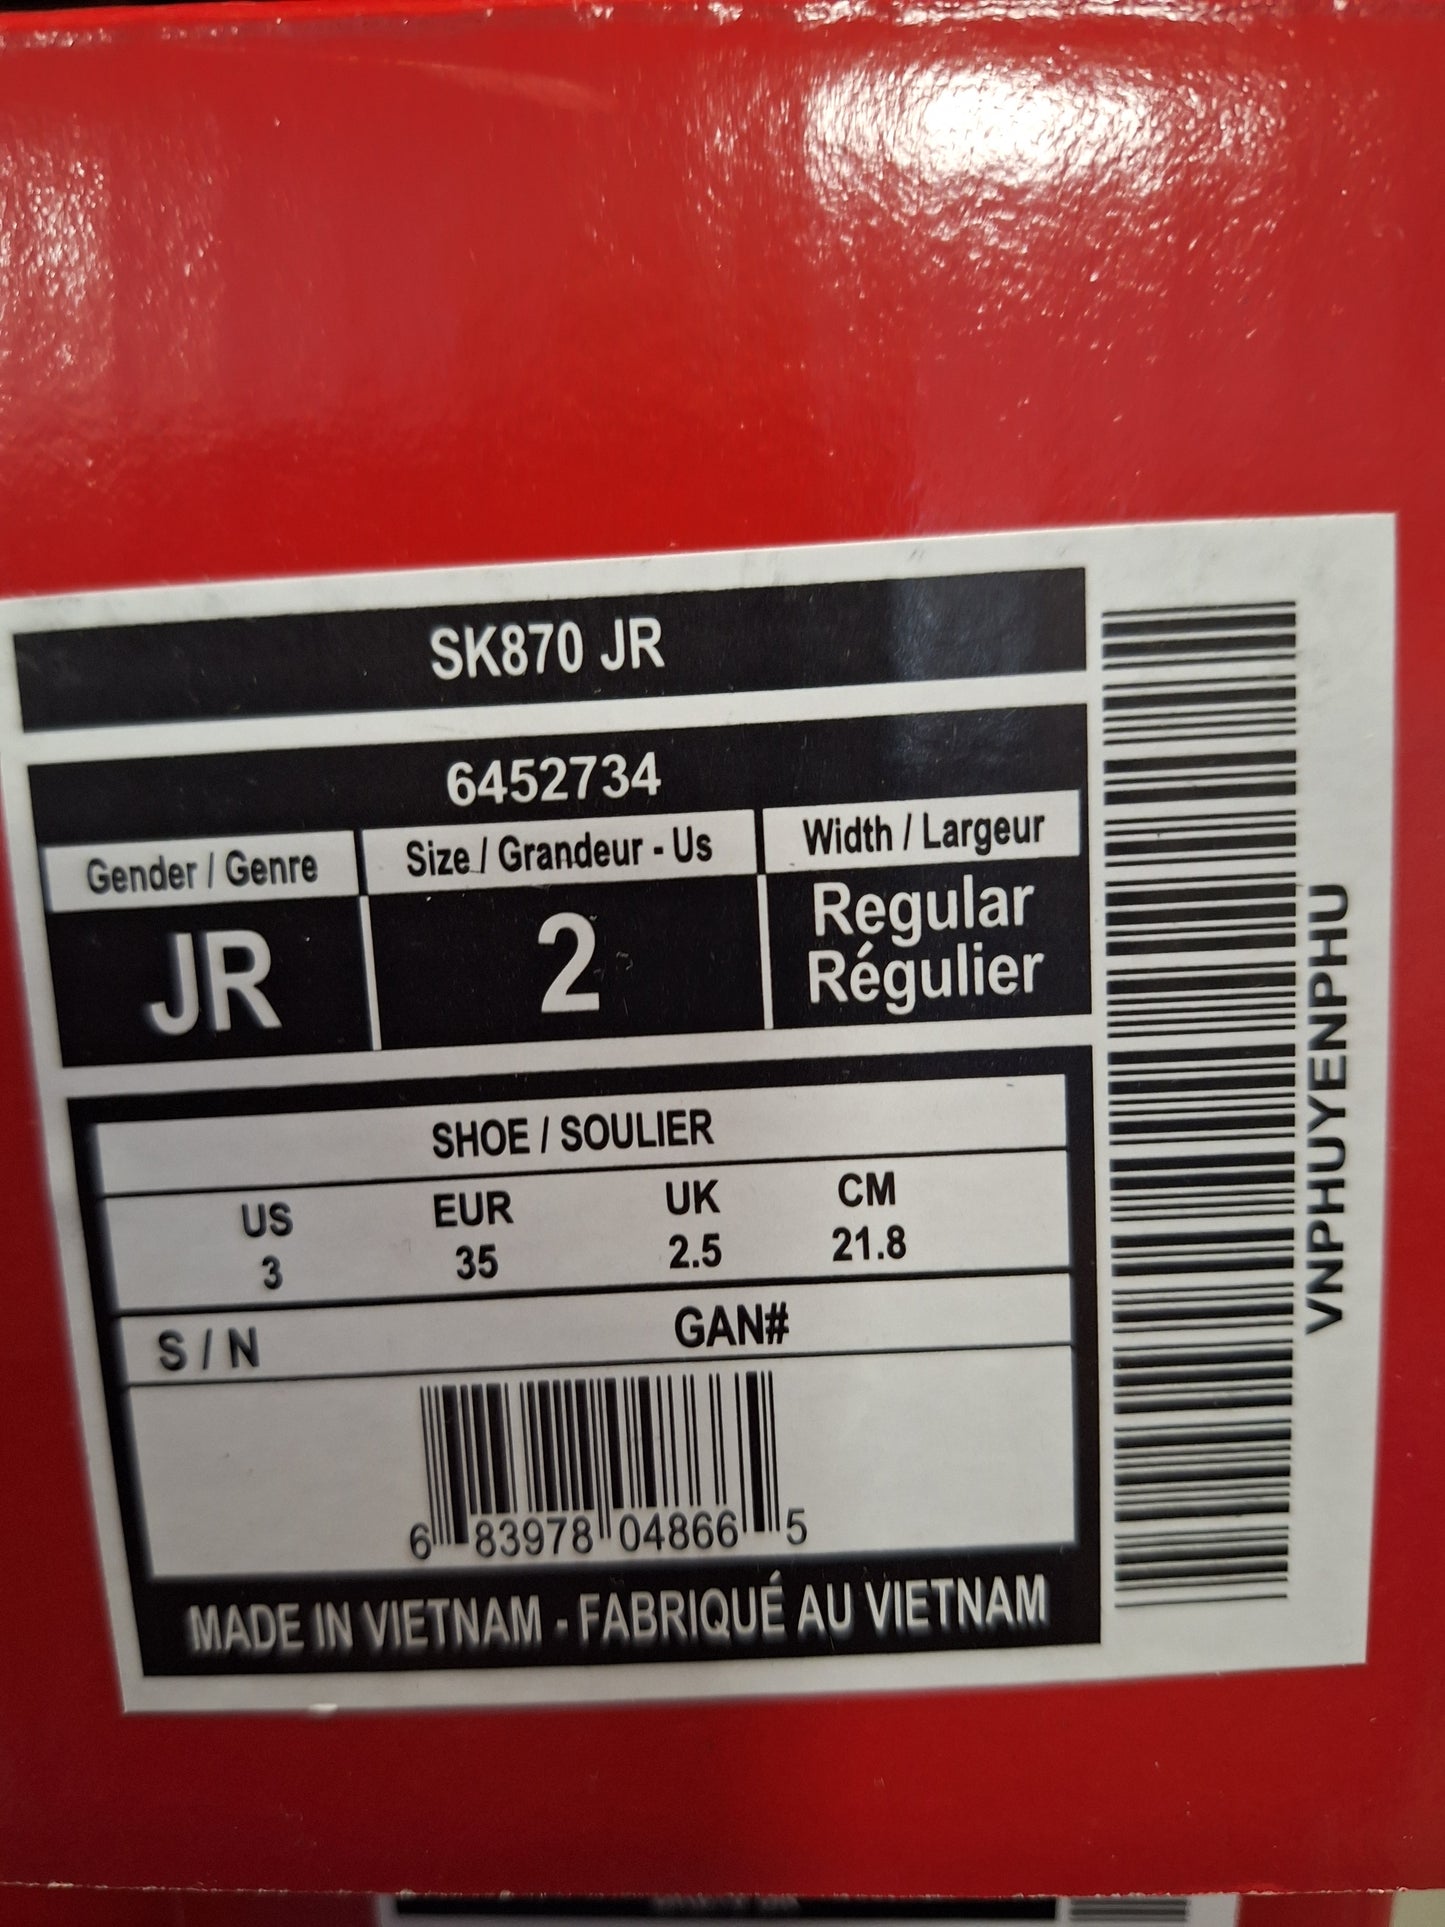 SK870 JR
6452734
Gender / Genre Size / Grandeur - Us Width / Largeur
JR 2 Regular
Régulier
SHOE / SOULIER
US EUR UK CM
3 35 2.5 21.8
S / N GAN#
6 83978 04866 5
MADE IN VIETNAM - FABRIQUÉ AU VIETNAM
VNPHUYENPHU